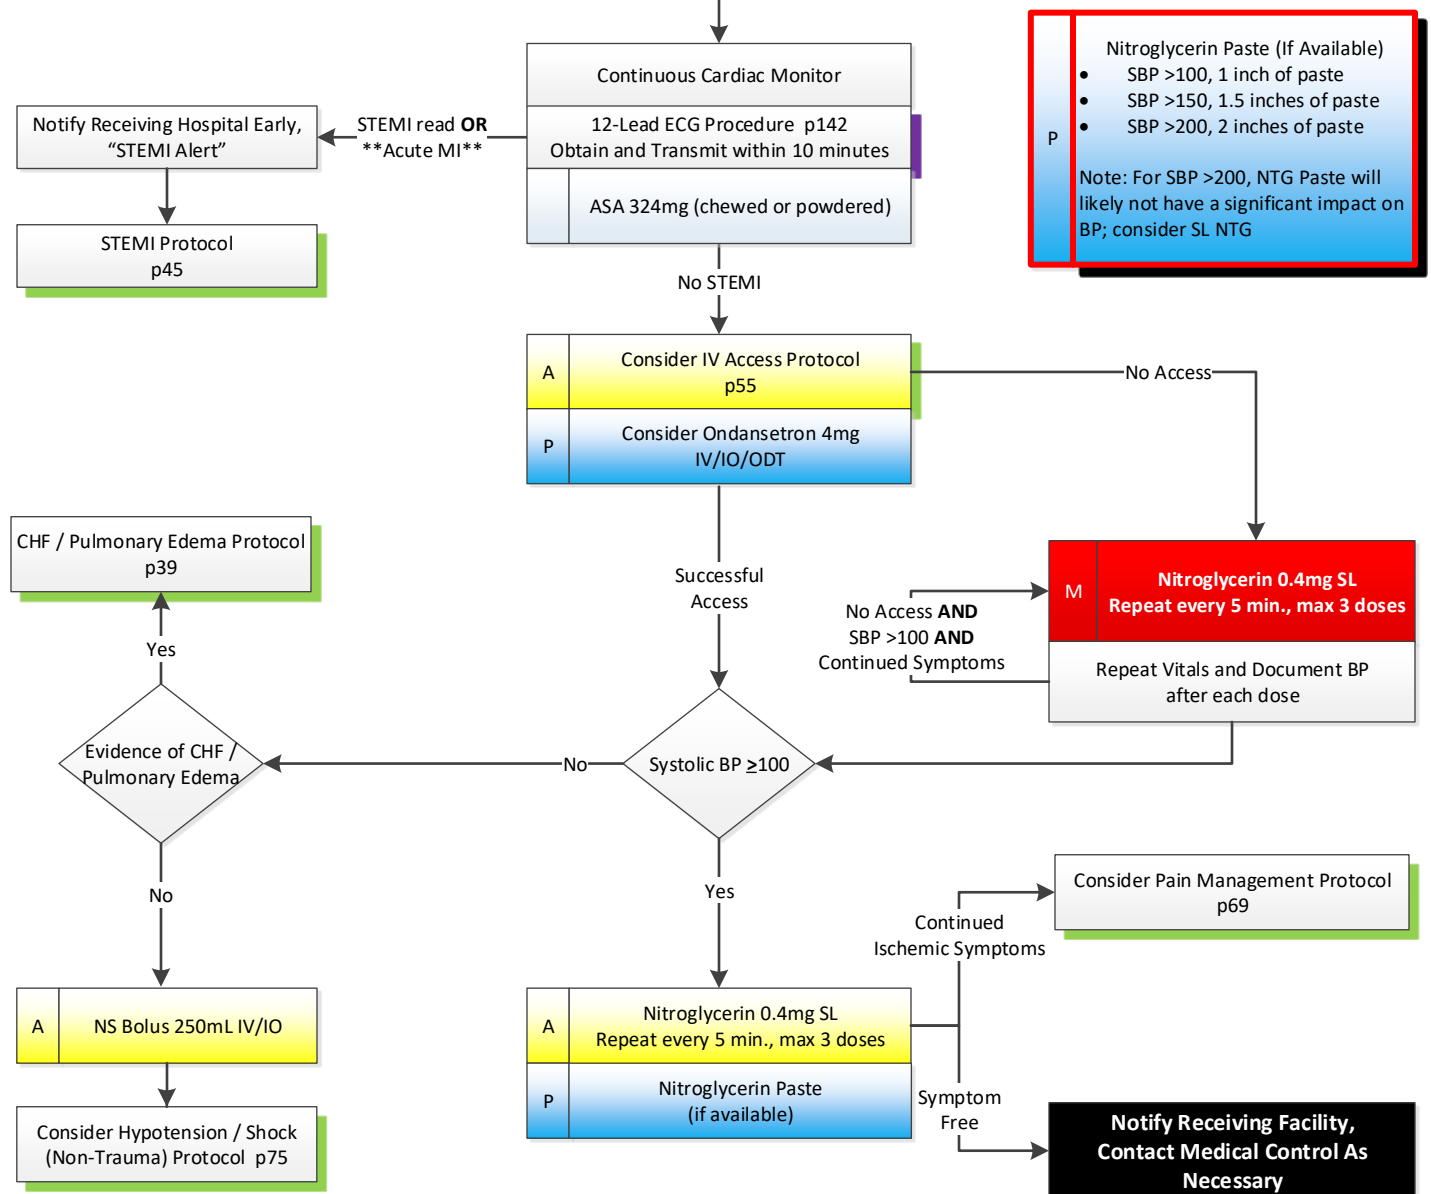 Continuous Cardiac Monitor
12-Lead ECG Procedure p142
Obtain and Transmit within 10 minutes
ASA 324mg (chewed or powdered)
STEMI read OR
**Acute MI**
Notify Receiving Hospital Early,
“STEMI Alert”
STEMI Protocol
p45
P
Nitroglycerin Paste (If Available)
• SBP >100, 1 inch of paste
• SBP >150, 1.5 inches of paste
• SBP >200, 2 inches of paste
Note: For SBP >200, NTG Paste will
likely not have a significant impact on
BP; consider SL NTG
No STEMI
A
Consider IV Access Protocol
p55
P
Consider Ondansetron 4mg
IV/IO/ODT
No Access
Successful
Access
M
Nitroglycerin 0.4mg SL
Repeat every 5 min., max 3 doses
Repeat Vitals and Document BP
after each dose
No Access AND
SBP >100 AND
Continued Symptoms
CHF / Pulmonary Edema Protocol
p39
Yes
Evidence of CHF /
Pulmonary Edema
No
Systolic BP ≥100
No
Yes
A
NS Bolus 250mL IV/IO
Consider Hypotension / Shock
(Non-Trauma) Protocol p75
A
Nitroglycerin 0.4mg SL
Repeat every 5 min., max 3 doses
P
Nitroglycerin Paste
(if available)
Continued
Ischemic Symptoms
Consider Pain Management Protocol
p69
Symptom
Free
Notify Receiving Facility,
Contact Medical Control As
Necessary